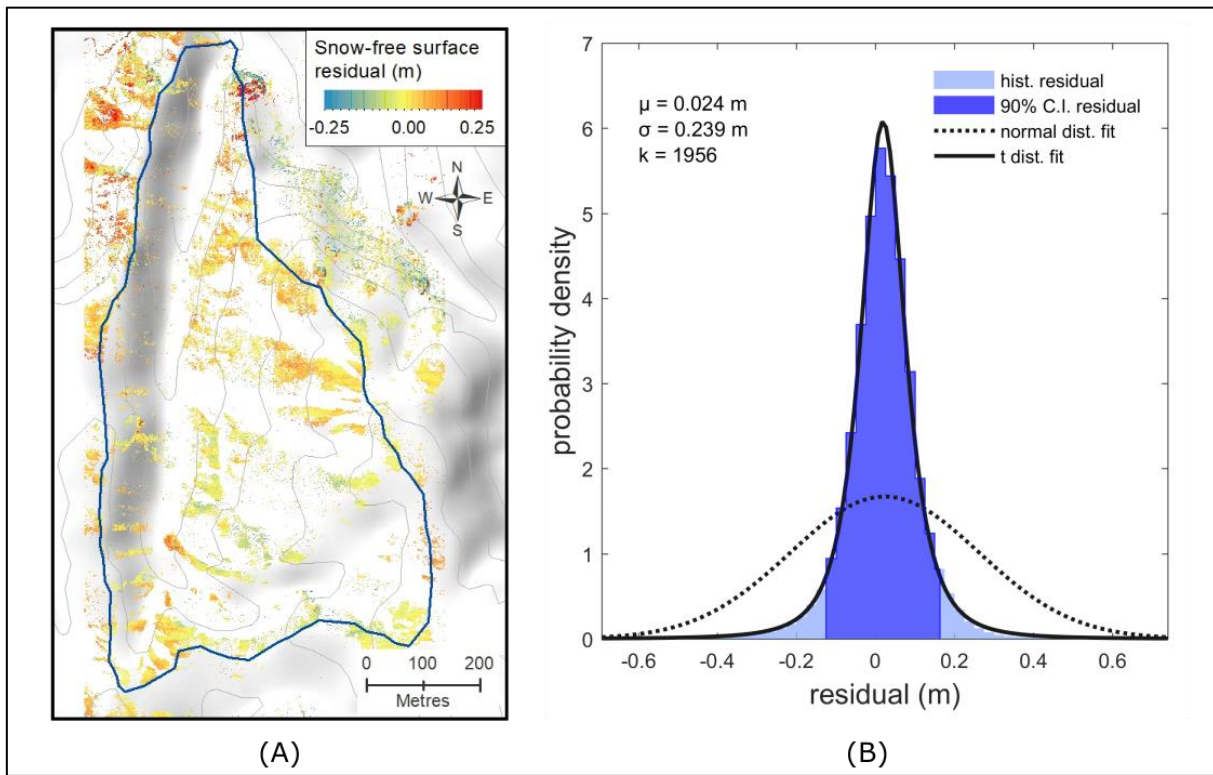 Snow-free surface
residual (m)
-0.25 0.00 0.25
N
W E
S
0 100 200
Metres
(A)
7
6
5
4
3
2
1
0
probability density
μ = 0.024 m
σ = 0.239 m
k = 1956
hist. residual
90% C.I. residual
normal dist. fit
t dist. fit
-0.6 -0.4 -0.2 0 0.2 0.4 0.6
residual (m)
(B)